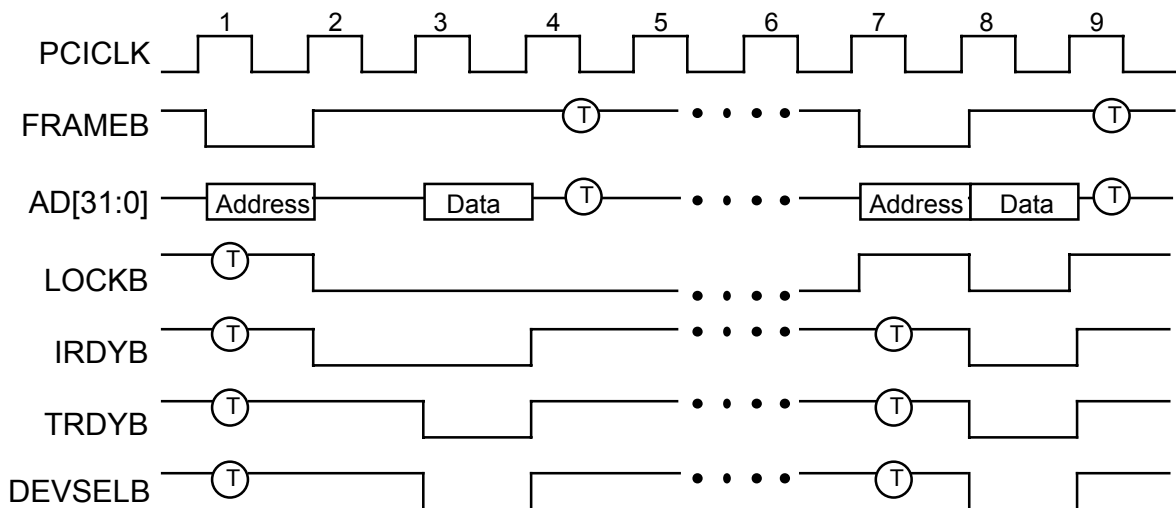 1 2 3 4 5 6 7 8 9
PCICLK
FRAMEB T T
AD[31:0] Address Data T Address Data T
LOCKB T
IRDYB T T
TRDYB T T
DEVSELB T T